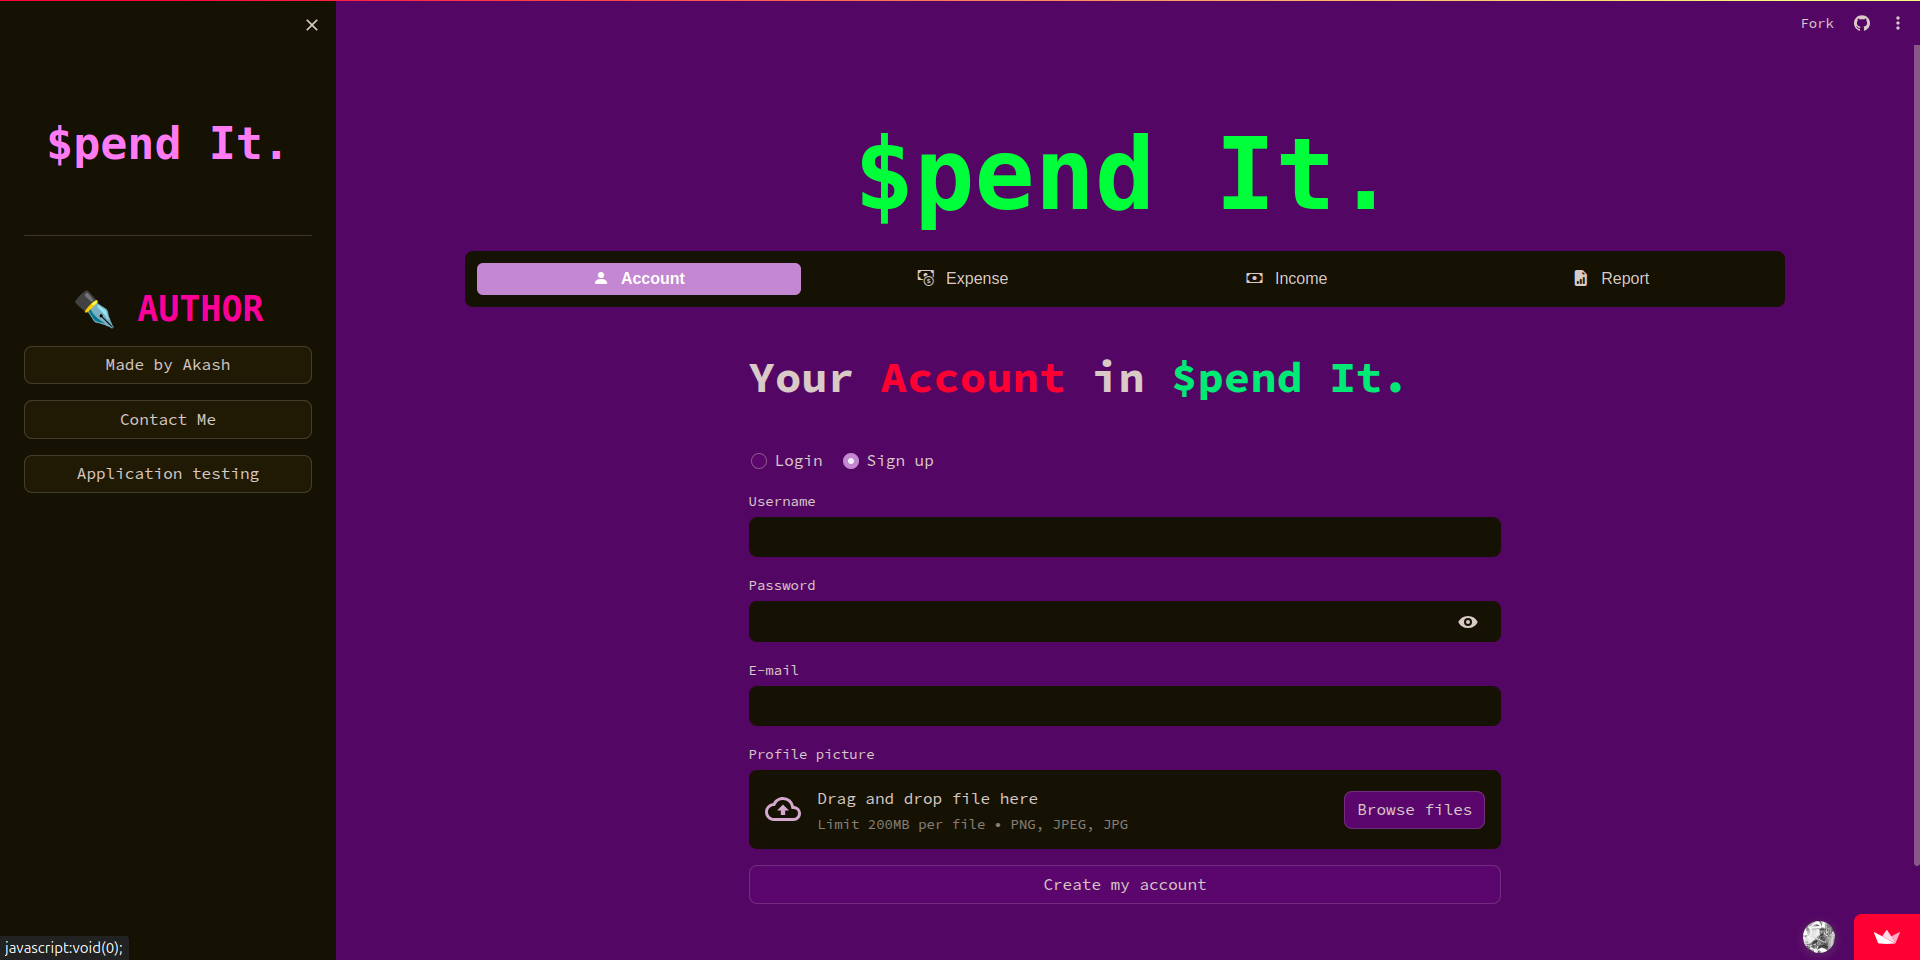 Fork
$pend It.
AUTHOR
Made by Akash
Contact Me
Application testing
$pend It.
Account
Expense
Income
Report
Your Account in $pend It.
Login
Sign up
Username
Password
E-mail
Profile picture
Drag and drop file here
Limit 200MB per file • PNG, JPEG, JPG
Browse files
Create my account
javascript:void(0);